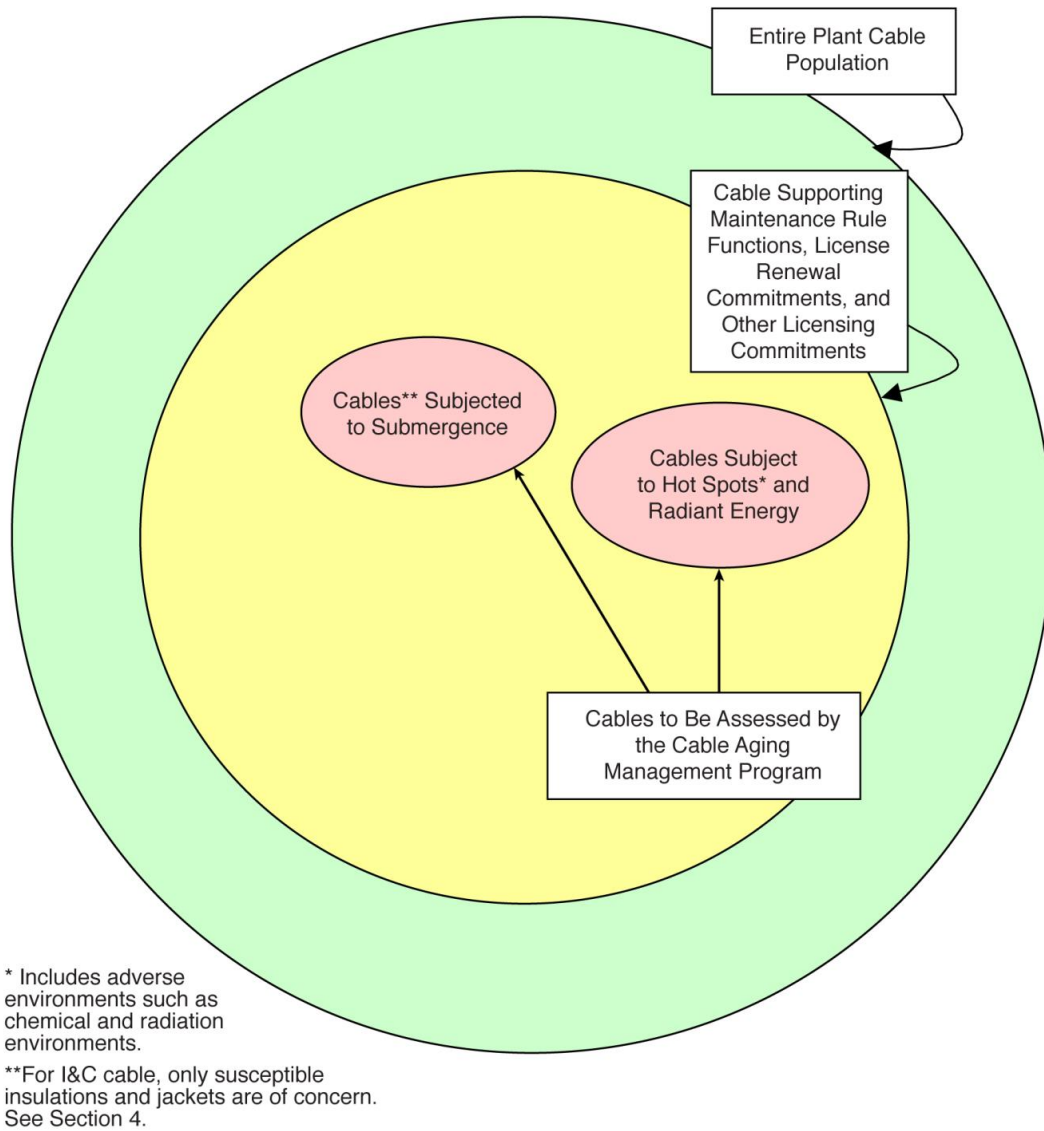 Entire Plant Cable
Population
Cable Supporting
Maintenance Rule
Functions, License
Renewal
Commitments, and
Other Licensing
Commitments
Cables** Subjected
to Submergence
Cables Subject
to Hot Spots* and
Radiant Energy
Cables to Be Assessed by
the Cable Aging
Management Program
* Includes adverse
environments such as
chemical and radiation
environments.
**For I&C cable, only susceptible
insulations and jackets are of concern.
See Section 4.